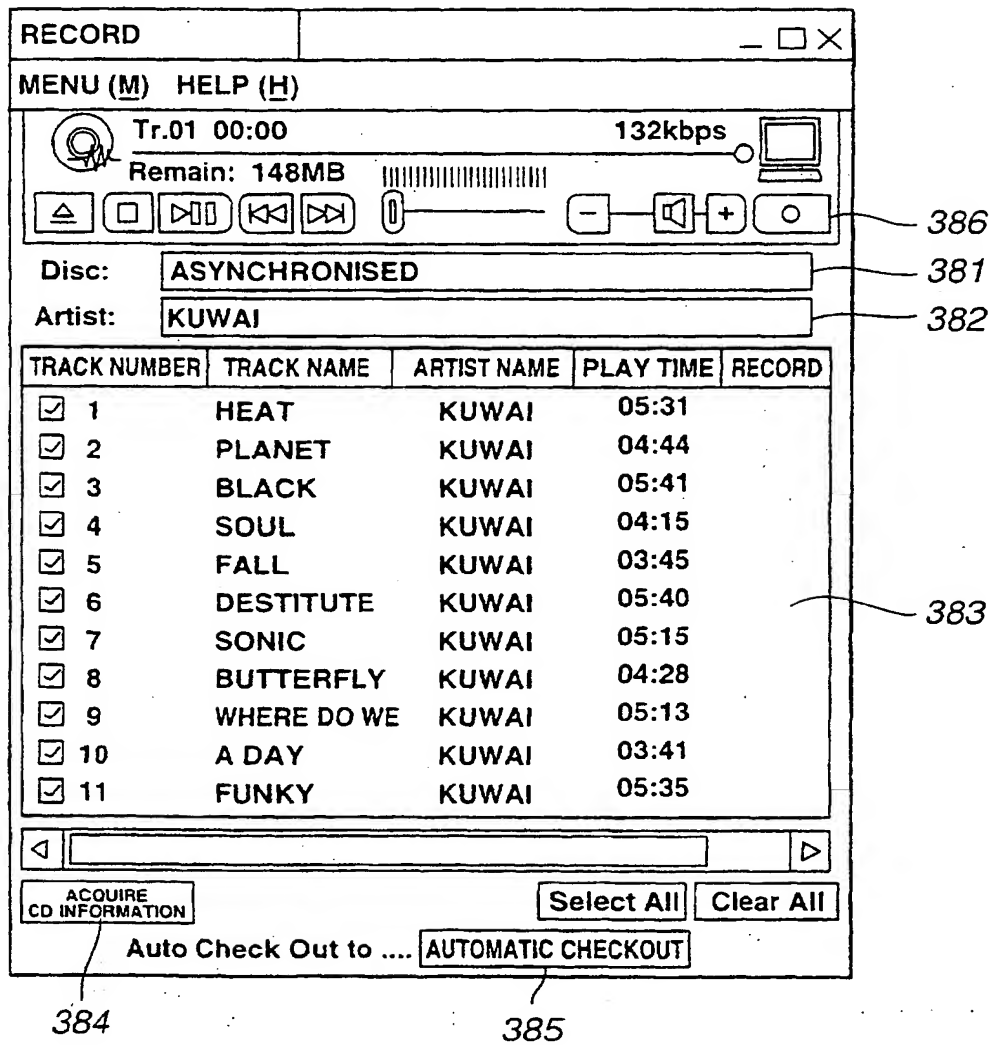 RECORD
MENU (M) HELP (H)
Tr.01 00:00 132kbps
Remain: 148MB
386
Disc: ASYNCHRONISED 381
Artist: KUWAI 382
TRACK NUMBER TRACK NAME ARTIST NAME PLAY TIME RECORD
1 HEAT KUWAI 05:31
2 PLANET KUWAI 04:44
3 BLACK KUWAI 05:41
4 SOUL KUWAI 04:15
5 FALL KUWAI 03:45
6 DESTITUTE KUWAI 05:40
383
7 SONIC KUWAI 05:15
8 BUTTERFLY KUWAI 04:28
9 WHERE DO WE KUWAI 05:13
10 A DAY KUWAI 03:41
11 FUNKY KUWAI 05:35
ACQUIRE
CD INFORMATION
Select All Clear All
Auto Check Out to .... AUTOMATIC CHECKOUT
384 385